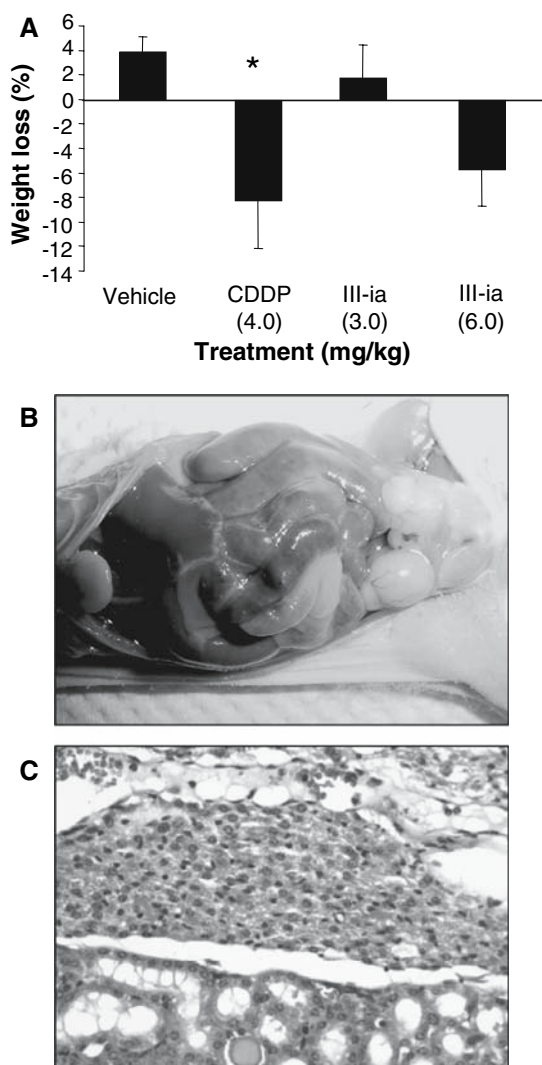 A
6
4
2
0
-2
-4
-6
-8
-10
-12
-14
Weight loss (%)
*
Vehicle CDDP III-ia III-ia
(4.0) (3.0) (6.0)
Treatment (mg/kg)
B
C